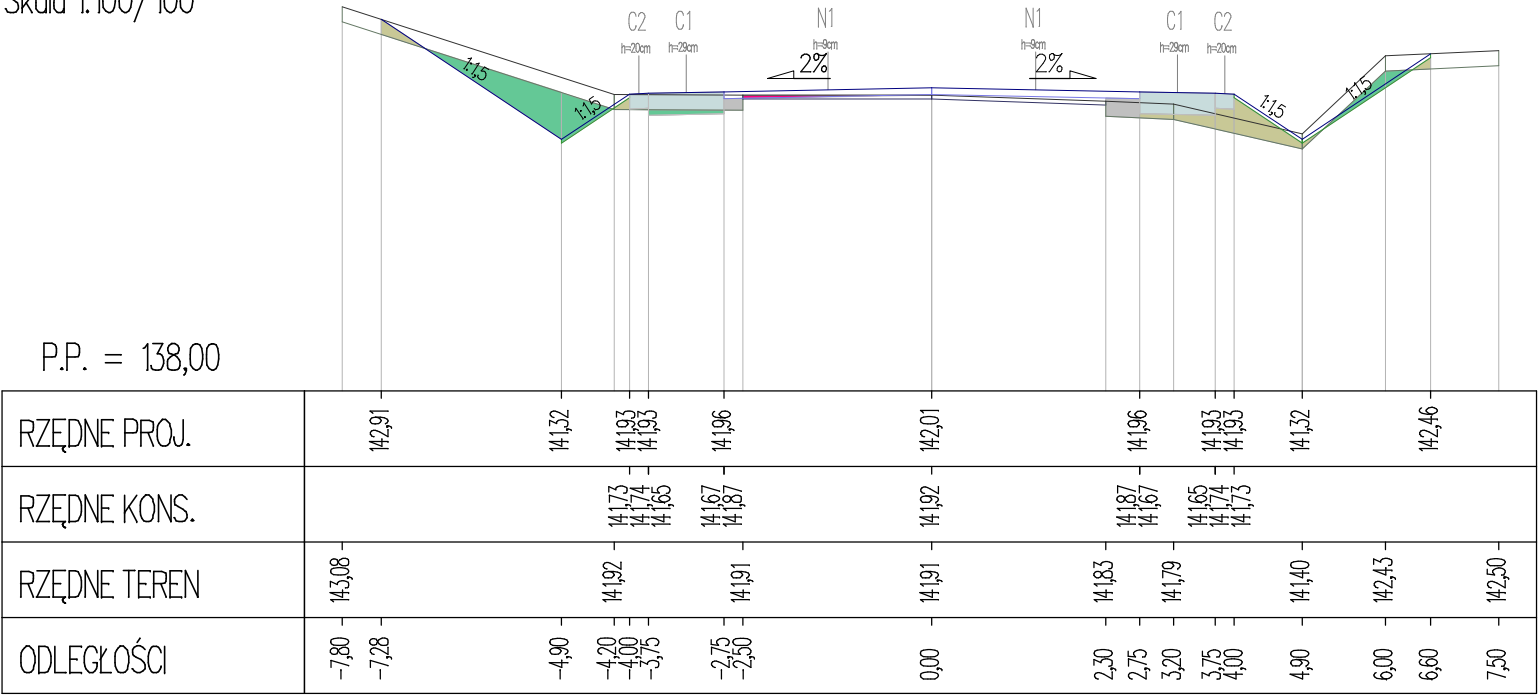 Skala 1:100/100
C2 C1 N1 N1 C1 C2
h=20cm h=29cm h=9cm h=9cm h=29cm h=20cm
2% 2%
1:1,5 1:1,5 1:1,5 1:1,5
P.P. = 138,00
RZĘDNE PROJ. 142,91 141,32 141,93 141,93 141,96 142,01 141,96 141,93 141,93 141,32 142,46
RZĘDNE KONS. 141,73 141,74 141,65 141,67 141,87 141,92 141,87 141,67 141,65 141,74 141,73
RZĘDNE TEREN 143,08 141,92 141,91 141,91 141,83 141,79 141,40 142,43 142,50
ODLEGŁOŚCI -7,80 -7,28 -4,90 -4,20 -4,00 -3,75 -2,75 -2,50 0,00 2,30 2,75 3,20 3,75 4,00 4,90 6,00 6,60 7,50